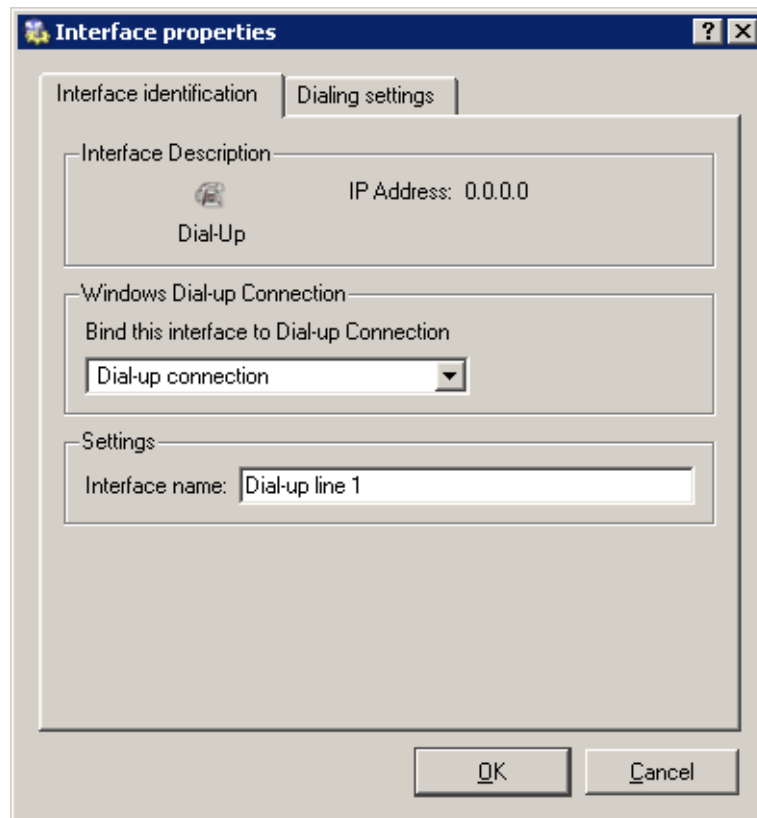 Interface properties
Interface identification
Dialing settings
Interface Description
IP Address: 0.0.0.0
Dial-Up
Windows Dial-up Connection
Bind this interface to Dial-up Connection
Dial-up connection
Settings
Interface name: Dial-up line 1
OK
Cancel